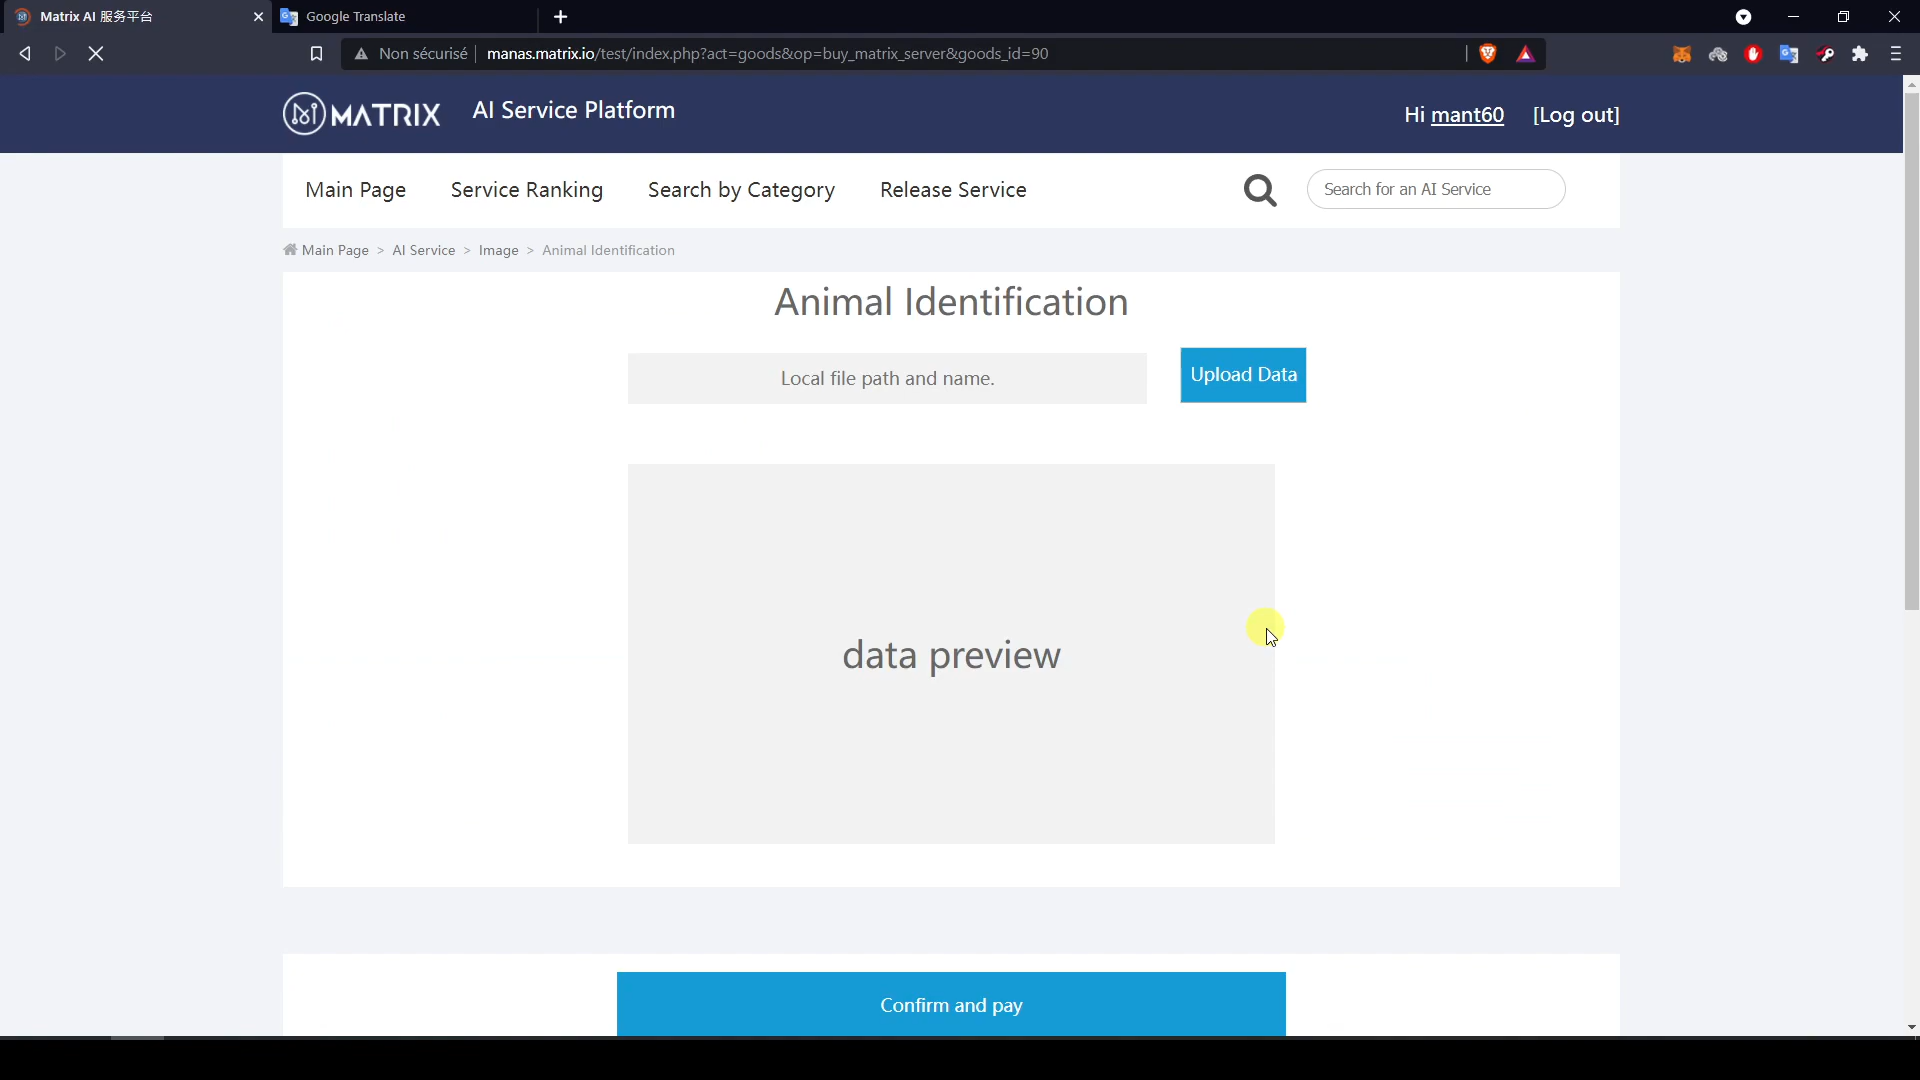 Matrix AI 服务平台
Google Translate
Non sécurisé
manas.matrix.io/test/index.php?act=goods&op=buy_matrix_server&goods_id=90
MATRIX
AI Service Platform
Hi mant60
[Log out]
Main Page
Service Ranking
Search by Category
Release Service
Search for an AI Service
Main Page > AI Service > Image > Animal Identification
Animal Identification
Local file path and name.
Upload Data
data preview
Confirm and pay